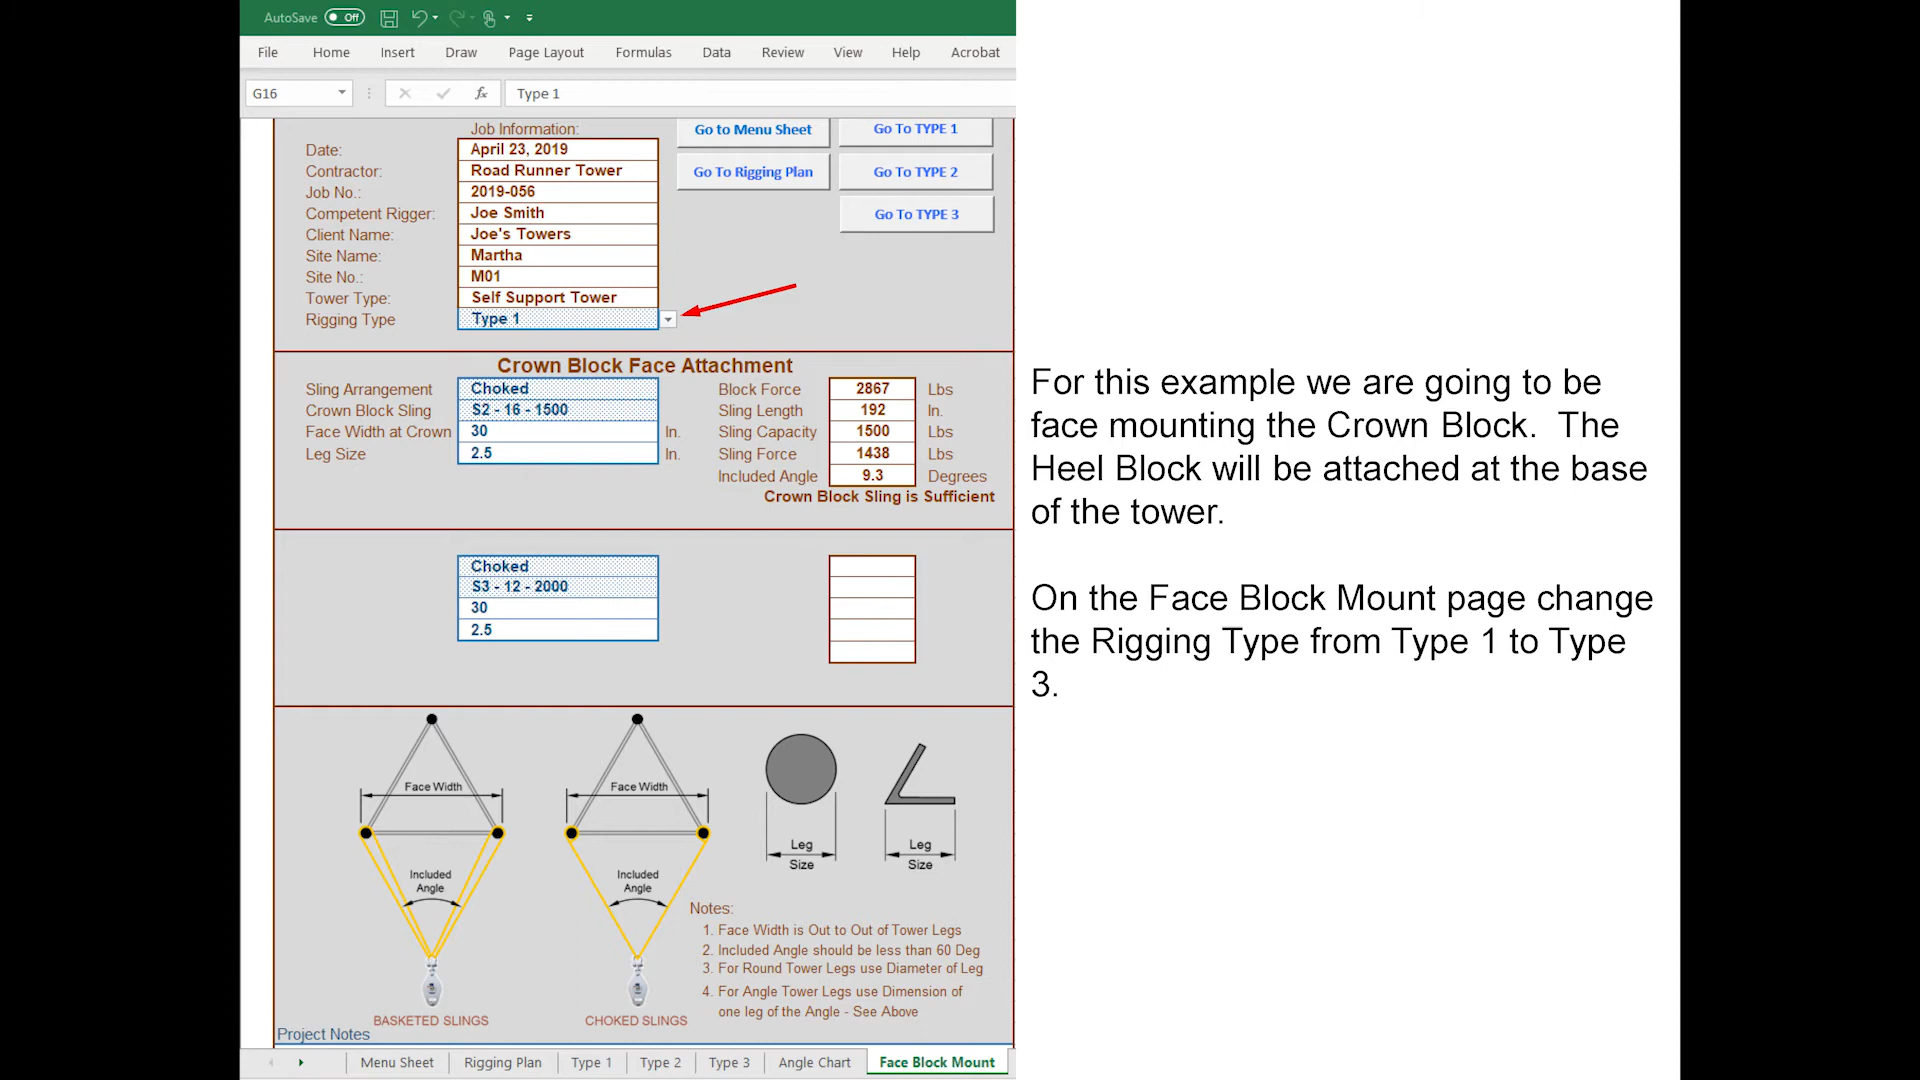 AutoSave Off
File Home Insert Draw Page Layout Formulas Data Review View Help Acrobat
G16 fx Type 1
Job Information:
Go to Menu Sheet Go To TYPE 1
Date: April 23, 2019
Contractor: Road Runner Tower Go To Rigging Plan Go To TYPE 2
Job No.: 2019-056
Competent Rigger: Joe Smith Go To TYPE 3
Client Name: Joe's Towers
Site Name: Martha
Site No.: M01
Tower Type: Self Support Tower
Rigging Type Type 1
Crown Block Face Attachment
Sling Arrangement Choked Block Force 2867 Lbs
Crown Block Sling S2 - 16 - 1500 Sling Length 192 In.
Face Width at Crown 30 In. Sling Capacity 1500 Lbs
Leg Size 2.5 In. Sling Force 1438 Lbs
Included Angle 9.3 Degrees
Crown Block Sling is Sufficient
Choked
S3 - 12 - 2000
30
2.5
Face Width Face Width
Leg Leg
Size Size
Included Included
Angle Angle
Notes:
1. Face Width is Out to Out of Tower Legs
2. Included Angle should be less than 60 Deg
3. For Round Tower Legs use Diameter of Leg
4. For Angle Tower Legs use Dimension of
one leg of the Angle - See Above
BASKETED SLINGS CHOKED SLINGS
Project Notes
Menu Sheet Rigging Plan Type 1 Type 2 Type 3 Angle Chart Face Block Mount
For this example we are going to be
face mounting the Crown Block. The
Heel Block will be attached at the base
of the tower.
On the Face Block Mount page change
the Rigging Type from Type 1 to Type
3.